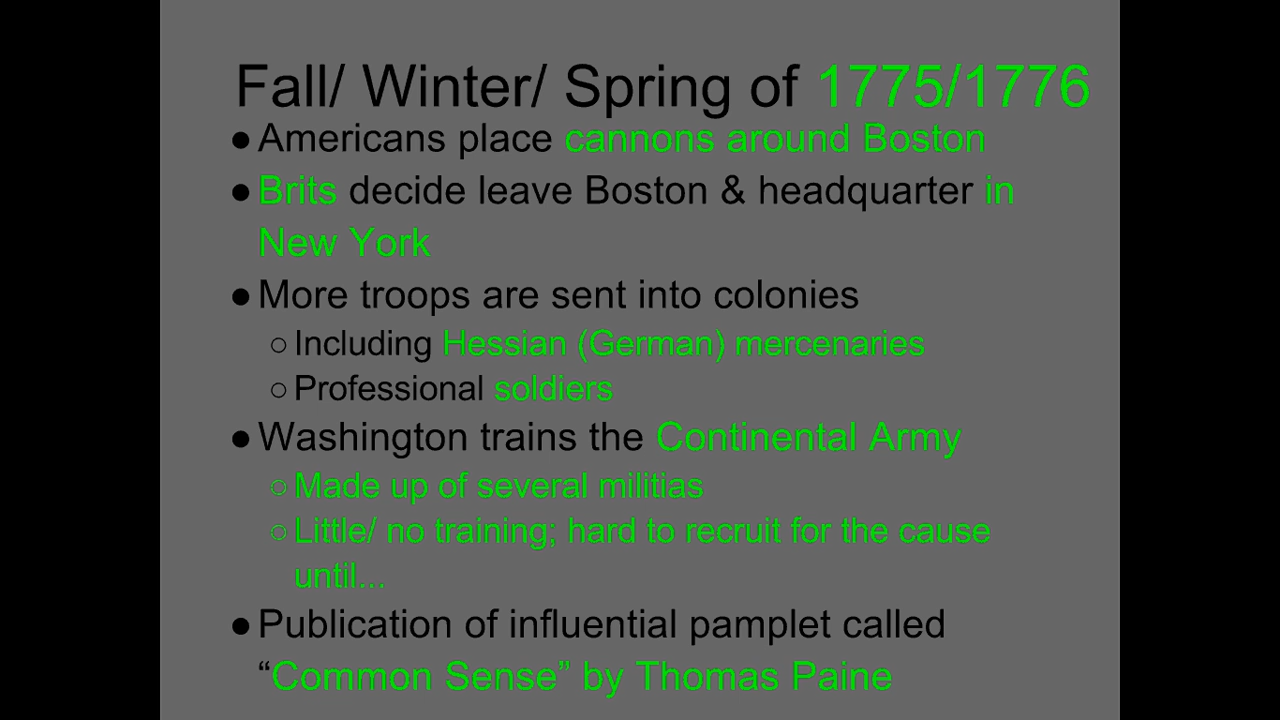 Fall/ Winter/ Spring of 1775/1776
●Americans place cannons around Boston
●Brits decide leave Boston & headquarter in
New York
●More troops are sent into colonies
○Including Hessian (German) mercenaries
○Professional soldiers
●Washington trains the Continental Army
○Made up of several militias
○Little/ no training; hard to recruit for the cause
until...
●Publication of influential pamplet called
“Common Sense” by Thomas Paine